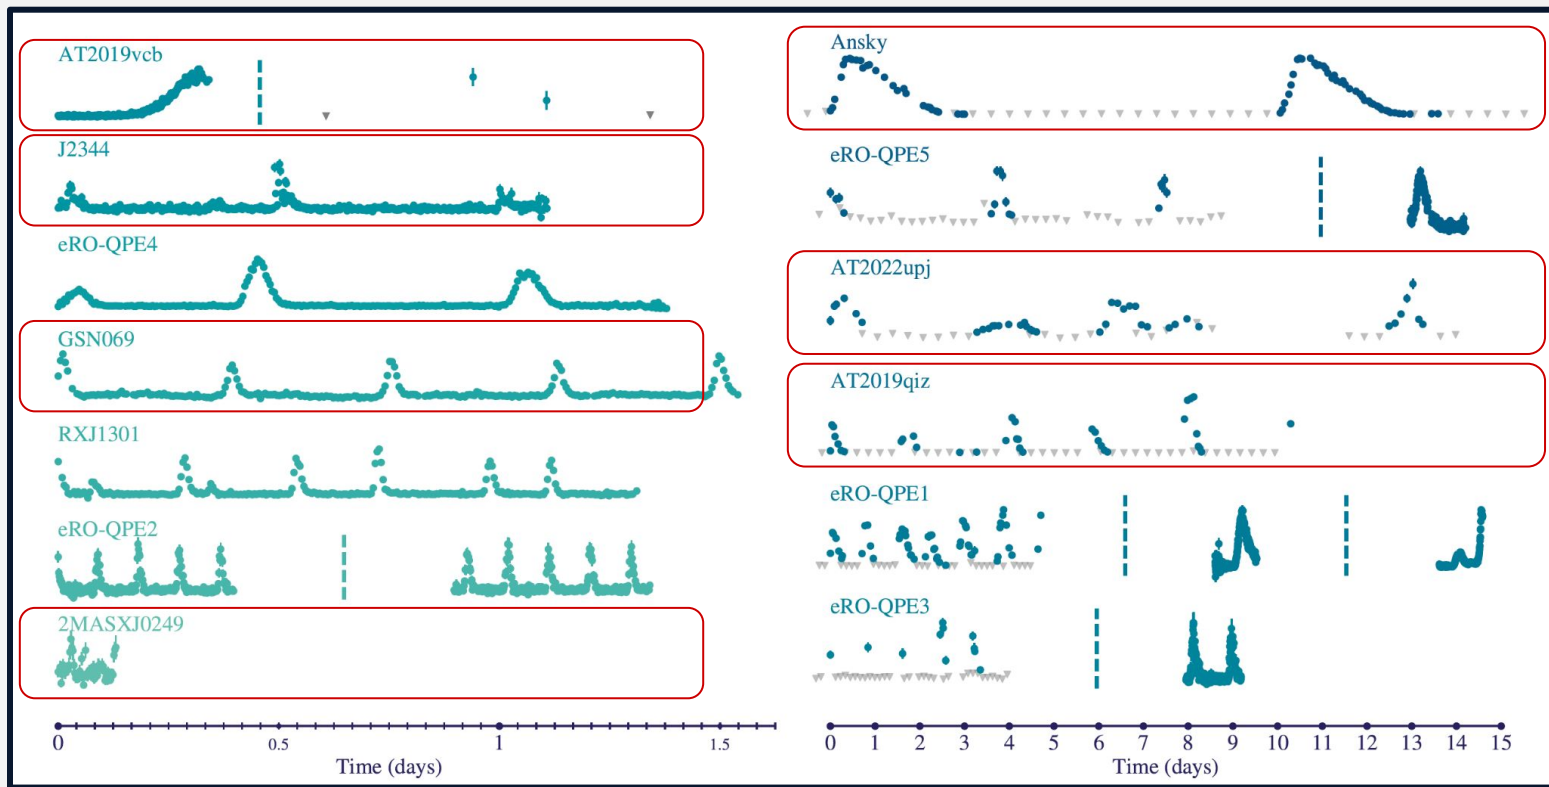 AT2019vcb
J2344
eRO-QPE4
GSN069
RXJ1301
eRO-QPE2
2MASXJ0249
0 0.5 1 1.5
Time (days)
Ansky
eRO-QPE5
AT2022upj
AT2019qiz
eRO-QPE1
eRO-QPE3
0 1 2 3 4 5 6 7 8 9 10 11 12 13 14 15
Time (days)